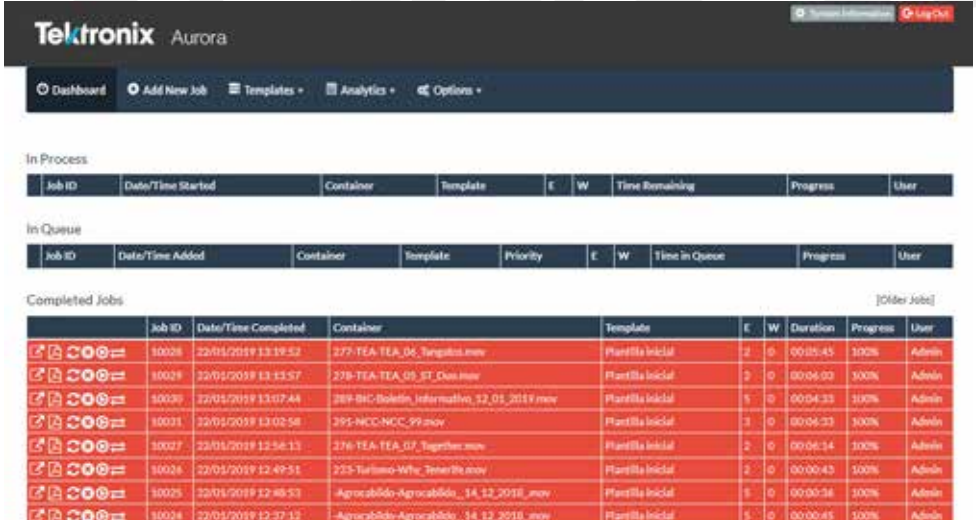 System Information Log Out
Tektronix Aurora
Dashboard Add New Job Templates Analytics Options
In Process
Job ID Date/Time Started Container Template E W Time Remaining Progress User
In Queue
Job ID Date/Time Added Container Template Priority E W Time in Queue Progress User
Completed Jobs [Older Jobs]
Job ID Date/Time Completed Container Template E W Duration Progress User
10028 22/01/2019 13:19:52 277-TEA-TEA_06_Tangatos.mov Plantilla inicial 2 0 00:05:45 100% Admin
10029 22/01/2019 13:13:57 278-TEA-TEA_05_ST_Duo.mov Plantilla inicial 2 0 00:06:03 100% Admin
10030 22/01/2019 13:07:44 289-BIC-Boletin_Informativo_12_01_2019.mov Plantilla inicial 5 0 00:04:33 100% Admin
10031 22/01/2019 13:02:58 291-NCC-NCC_99.mov Plantilla inicial 3 0 00:06:33 100% Admin
10027 22/01/2019 12:56:13 276-TEA-TEA_07_Together.mov Plantilla inicial 2 0 00:06:14 100% Admin
10026 22/01/2019 12:49:51 223-Turismo-Why_Tenerife.mov Plantilla inicial 2 0 00:00:43 100% Admin
10025 22/01/2019 12:48:53 -Agrocabildo-Agrocabildo_14_12_2018_.mov Plantilla inicial 5 0 00:00:36 100% Admin
10024 22/01/2019 12:37:12 -Agrocabildo-Agrocabildo_14_12_2018_.mov Plantilla inicial 5 0 00:00:45 100% Admin